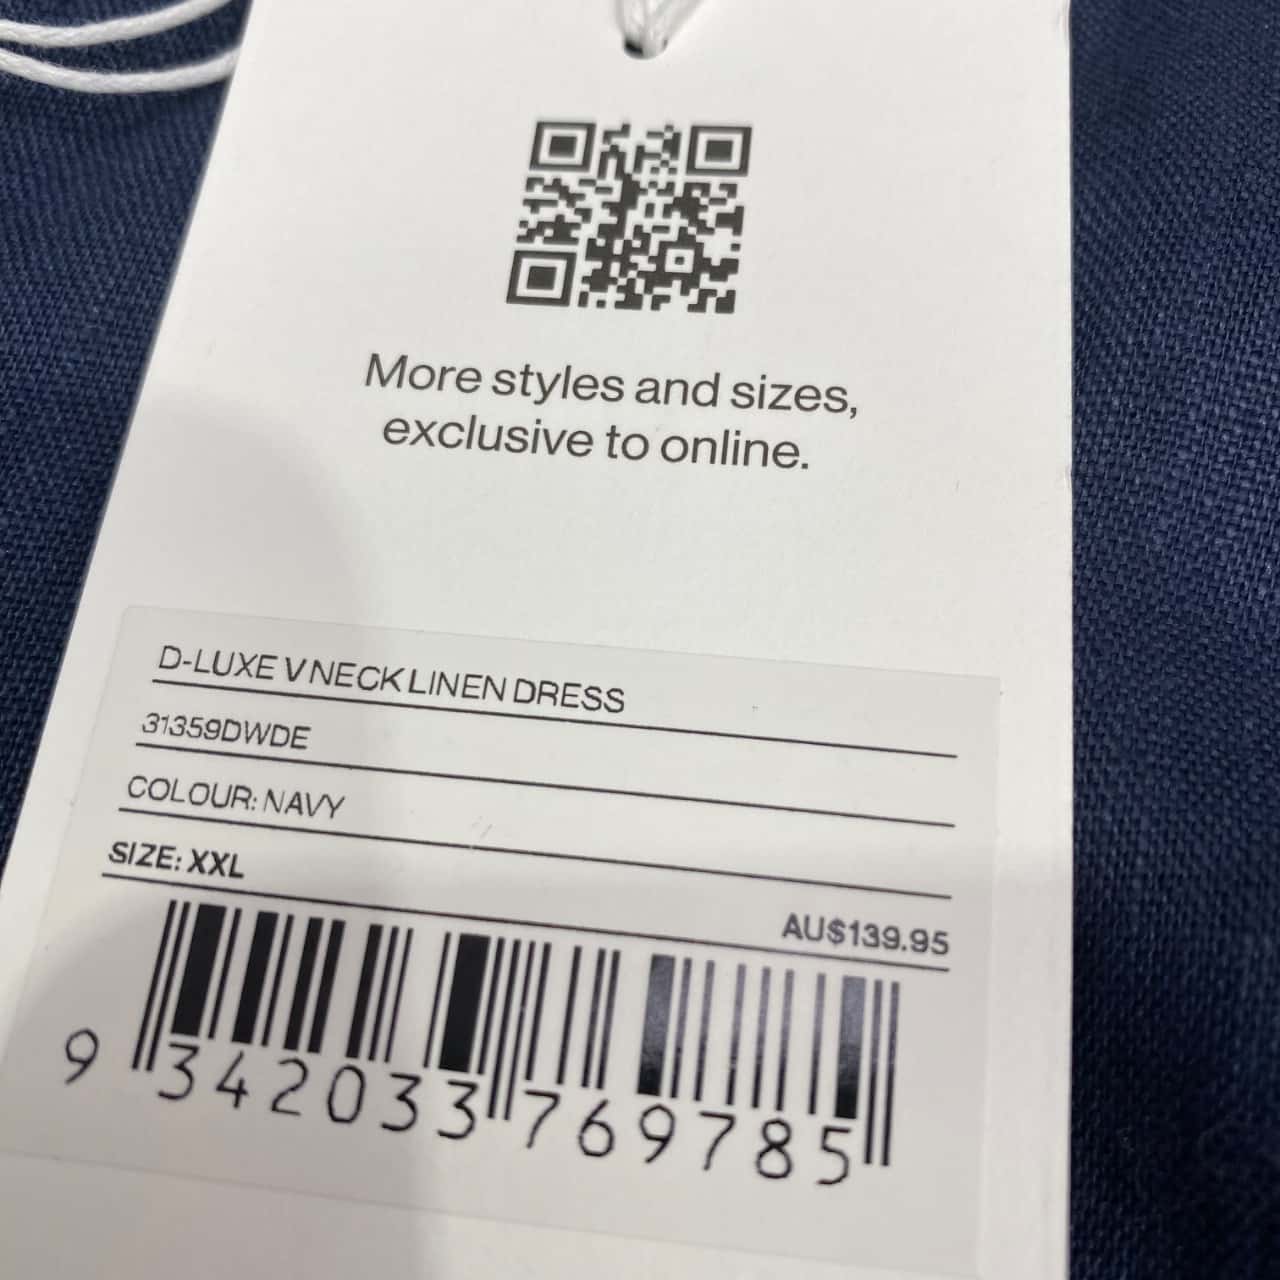 More styles and sizes,
exclusive to online.
D-LUXE V NECK LINEN DRESS
31359DWDE
COLOUR: NAVY
SIZE: XXL
AU$139.95
9 342033 769785